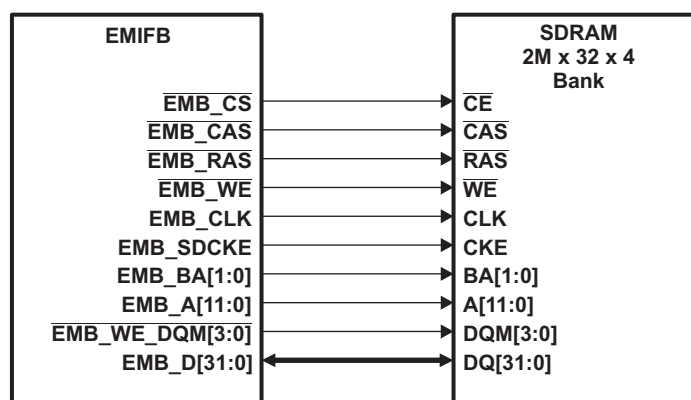 EMIFB
SDRAM
2M x 32 x 4
Bank
EMB_CS
CE
EMB_CAS
CAS
EMB_RAS
RAS
EMB_WE
WE
EMB_CLK
CLK
EMB_SDCKE
CKE
EMB_BA[1:0]
BA[1:0]
EMB_A[11:0]
A[11:0]
EMB_WE_DQM[3:0]
DQM[3:0]
EMB_D[31:0]
DQ[31:0]